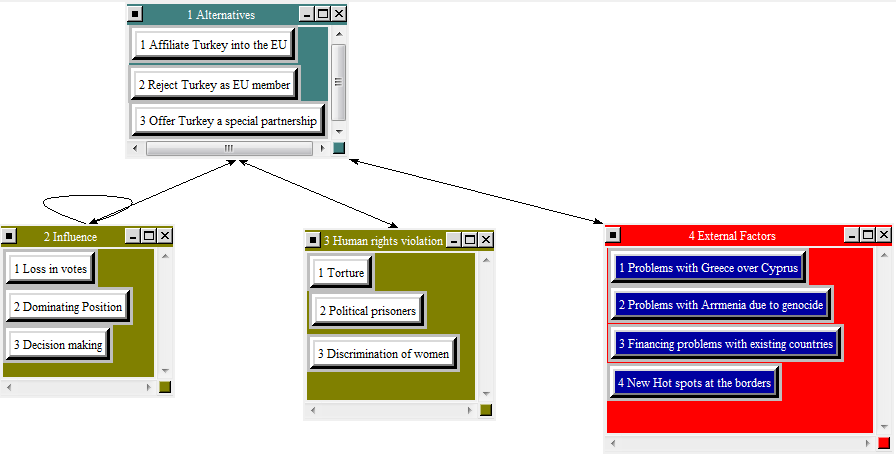 1 Alternatives
1 Affiliate Turkey into the EU
2 Reject Turkey as EU member
3 Offer Turkey a special partnership
2 Influence
1 Loss in votes
2 Dominating Position
3 Decision making
3 Human rights violation
1 Torture
2 Political prisoners
3 Discrimination of women
4 External Factors
1 Problems with Greece over Cyprus
2 Problems with Arrmenia due to genocide
3 Financing problems with existing countries
4 New Hot spots at the borders